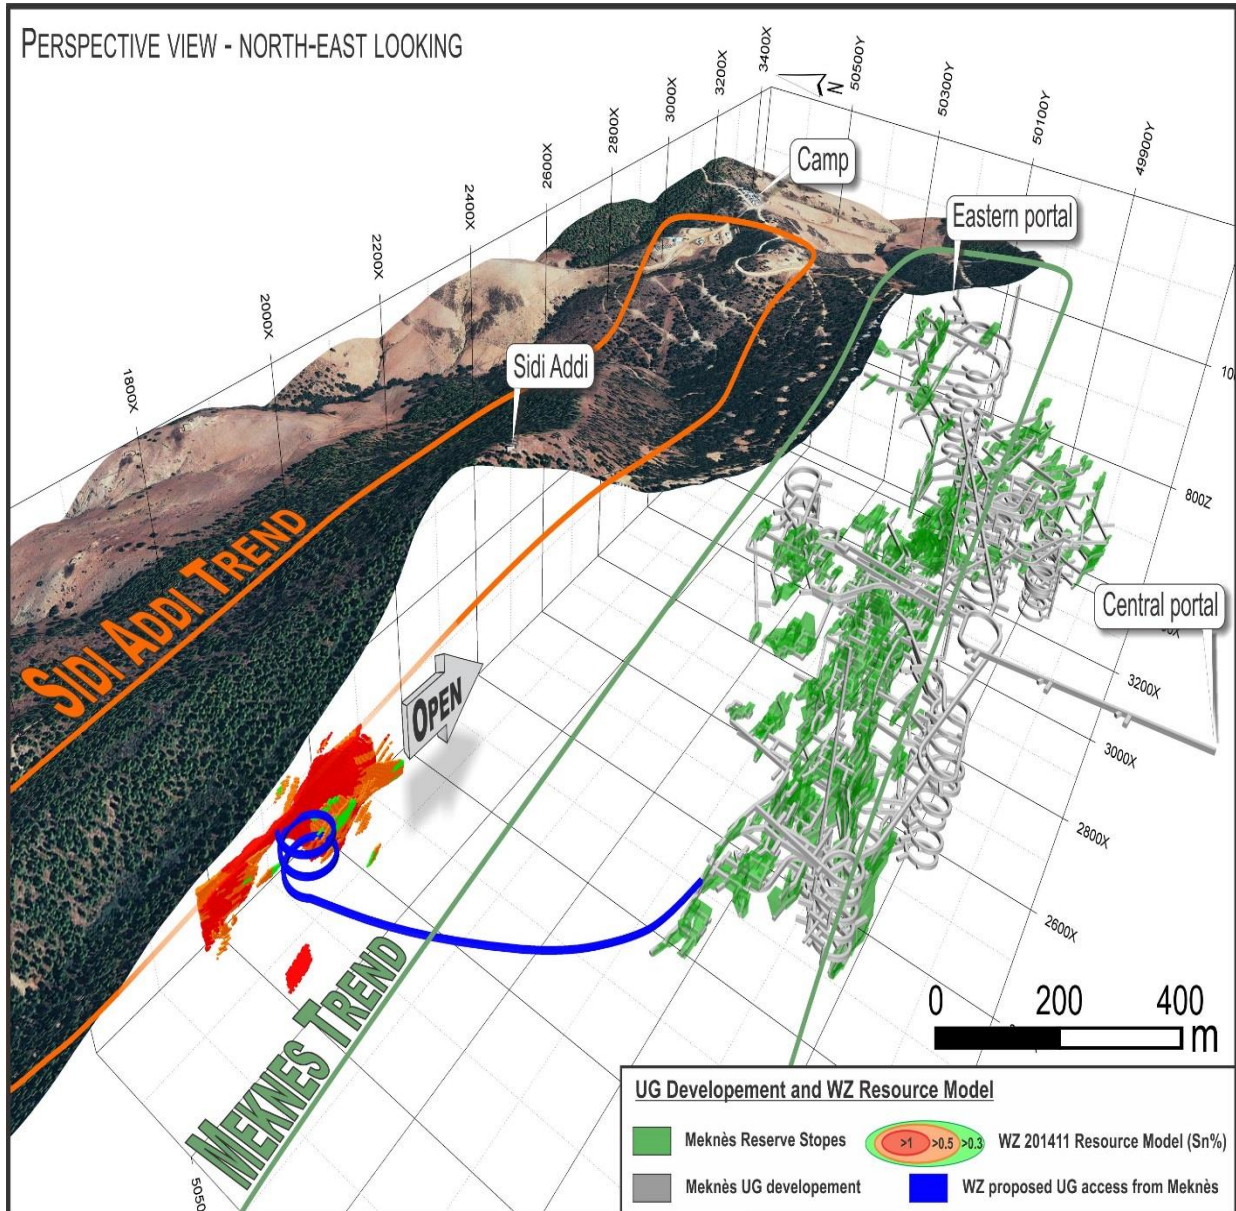 PERSPECTIVE VIEW - NORTH-EAST LOOKING
3400X
3200X
3000X
2800X
2600X
2400X
2200X
2000X
1800X
N
50500Y
50300Y
50100Y
49900Y
Camp
Eastern portal
Sidi Addi
800Z
Central portal
3200X
3000X
2800X
2600X
SIDI ADDI TREND
OPEN
MEKNES TREND
0 200 400
m
UG Developement and WZ Resource Model
Meknès Reserve Stopes
>1 >0.5 >0.3
WZ 201411 Resource Model (Sn%)
Meknès UG developement
WZ proposed UG access from Meknès